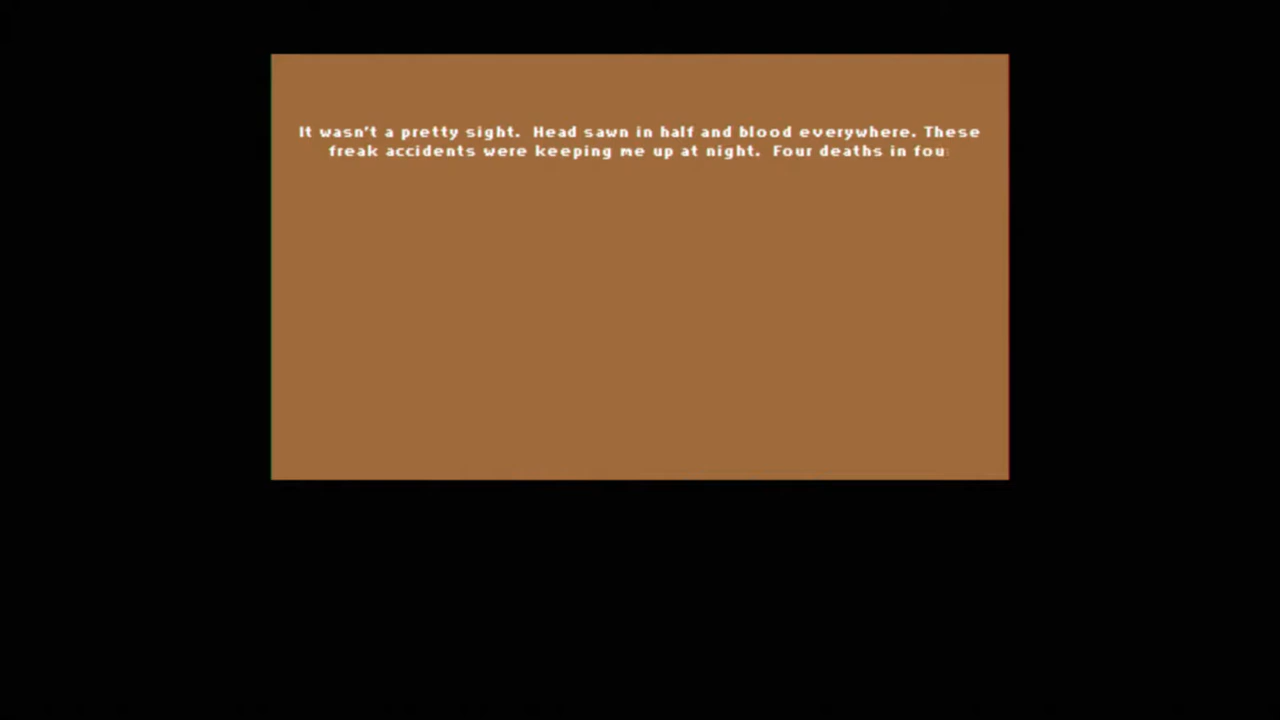 It wasn't a pretty sight.  Head sawn in half and blood everywhere. These
freak accidents were keeping me up at night.  Four deaths in fou